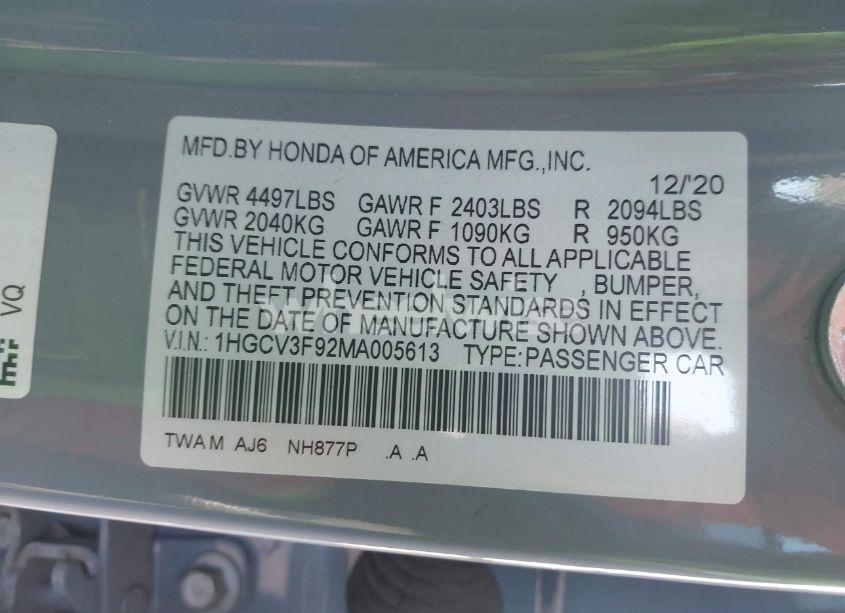 MFD.BY HONDA OF AMERICA MFG.,INC.
12/'20
GVWR 4497LBS GAWR F 2403LBS R 2094LBS
GVWR 2040KG GAWR F 1090KG R 950KG
THIS VEHICLE CONFORMS TO ALL APPLICABLE
FEDERAL MOTOR VEHICLE SAFETY , BUMPER,
AND THEFT PREVENTION STANDARDS IN EFFECT
ON THE DATE OF MANUFACTURE SHOWN ABOVE.
V.I.N.: 1HGCV3F92MA005613 TYPE:PASSENGER CAR
TWAM AJ6 NH877P .A .A
VQ